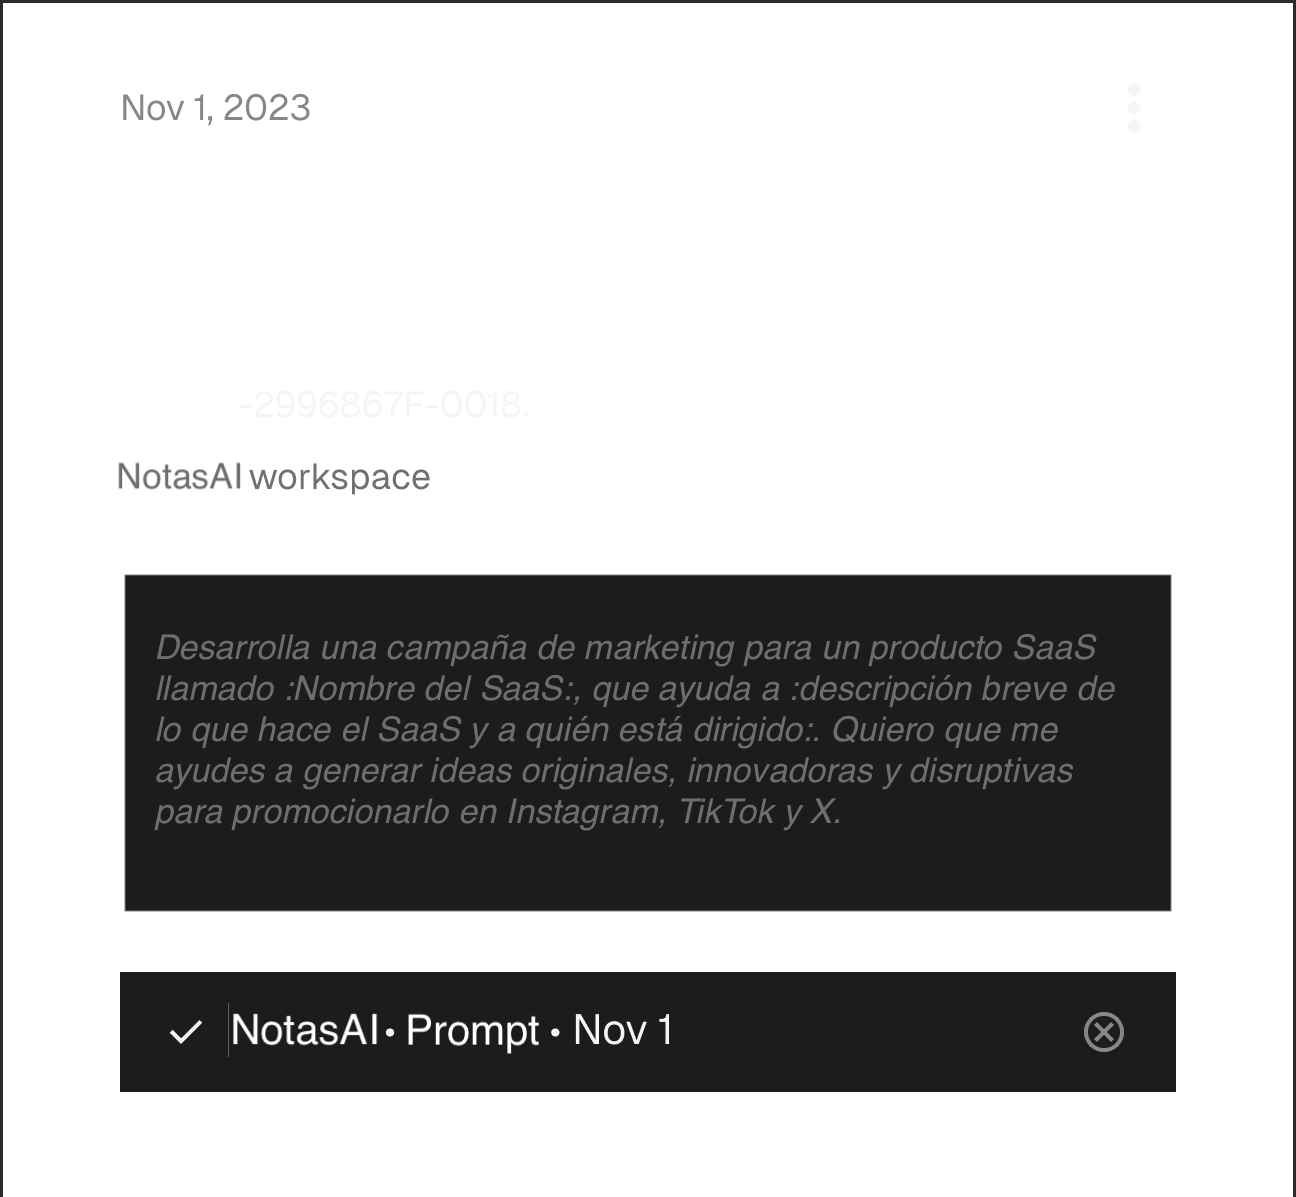 Nov 1, 2023
-2996867F-0018.
NotasAI workspace
Desarrolla una campaña de marketing para un producto SaaS
llamado :Nombre del SaaS:, que ayuda a :descripción breve de
lo que hace el SaaS y a quién está dirigido:. Quiero que me
ayudes a generar ideas originales, innovadoras y disruptivas
para promocionarlo en Instagram, TikTok y X.
NotasAI • Prompt • Nov 1